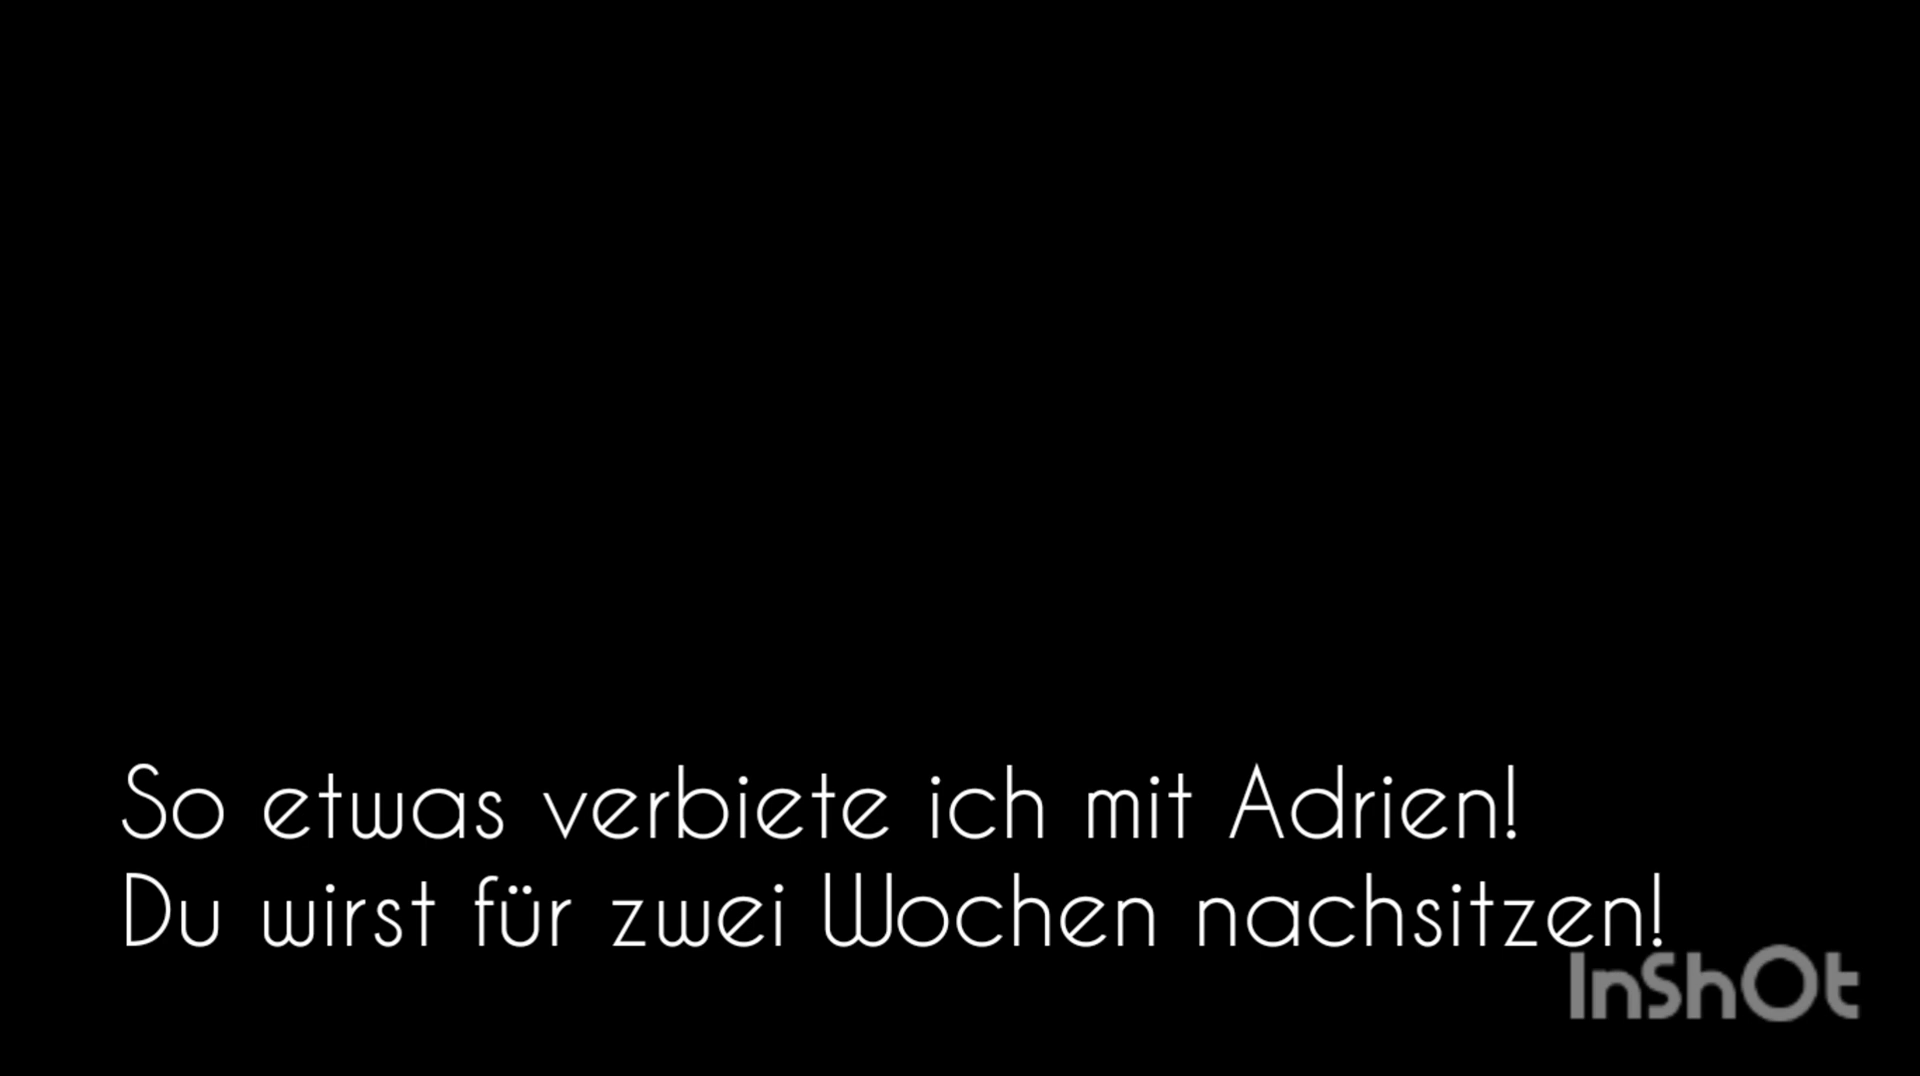 So etwas verbiete ich mit Adrien!
Du wirst für zwei Wochen nachsitzen!
InShOt